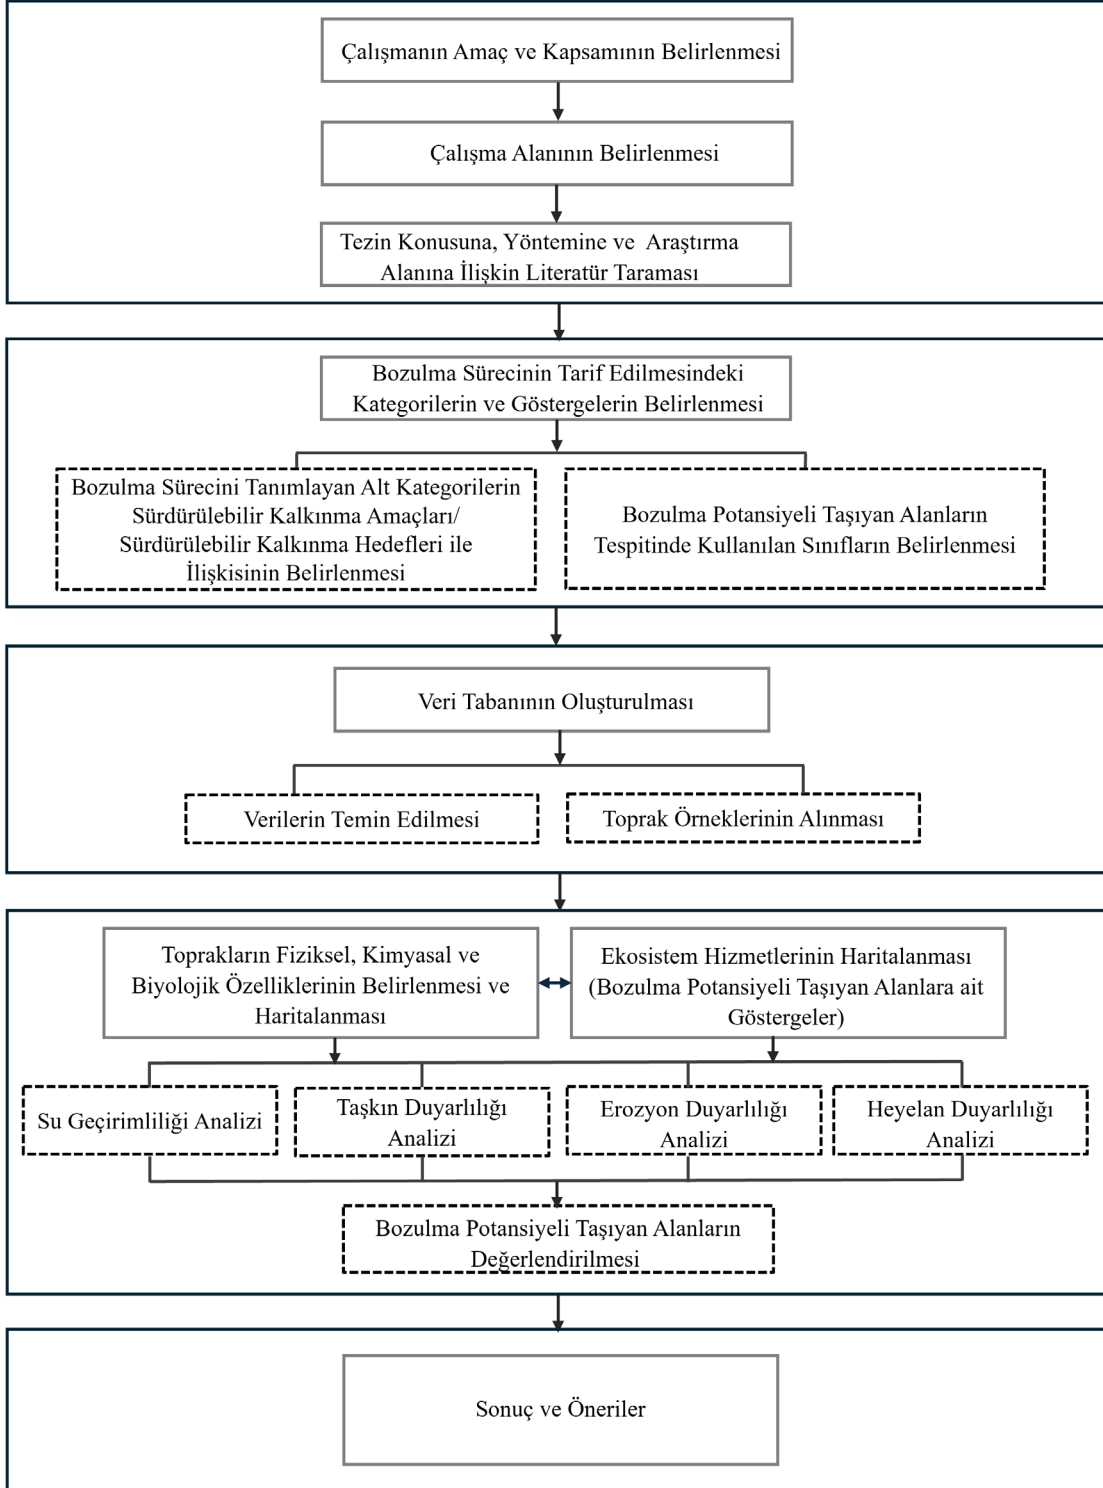 Çalışmanın Amaç ve Kapsamının Belirlenmesi
Çalışma Alanının Belirlenmesi
Tezin Konusuna, Yöntemine ve Araştırma
Alanına İlişkin Literatür Taraması
Bozulma Sürecinin Tarif Edilmesindeki
Kategorilerin ve Göstergelerin Belirlenmesi
Bozulma Sürecini Tanımlayan Alt Kategorilerin
Sürdürülebilir Kalkınma Amaçları/
Sürdürülebilir Kalkınma Hedefleri ile
İlişkisinin Belirlenmesi
Bozulma Potansiyeli Taşıyan Alanların
Tespitinde Kullanılan Sınıfların Belirlenmesi
Veri Tabanının Oluşturulması
Verilerin Temin Edilmesi
Toprak Örneklerinin Alınması
Toprakların Fiziksel, Kimyasal ve
Biyolojik Özelliklerinin Belirlenmesi ve
Haritalanması
Ekosistem Hizmetlerinin Haritalanması
(Bozulma Potansiyeli Taşıyan Alanlara ait
Göstergeler)
Su Geçirimliliği Analizi
Taşkın Duyarlılığı
Analizi
Erozyon Duyarlılığı
Analizi
Heyelan Duyarlılığı
Analizi
Bozulma Potansiyeli Taşıyan Alanların
Değerlendirilmesi
Sonuç ve Öneriler